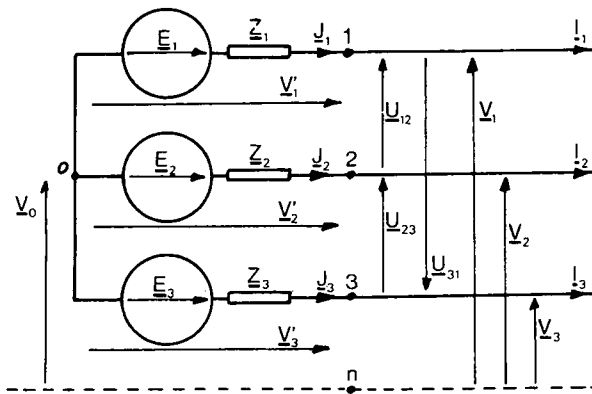 E₁ Z₁ J₁ 1 I₁
V'₁
U₁₂ V₁
O E₂ Z₂ J₂ 2 I₂
V₀ V'₂ U₂₃ V₂
U₃₁
E₃ Z₃ J₃ 3 I₃
V'₃ V₃
n